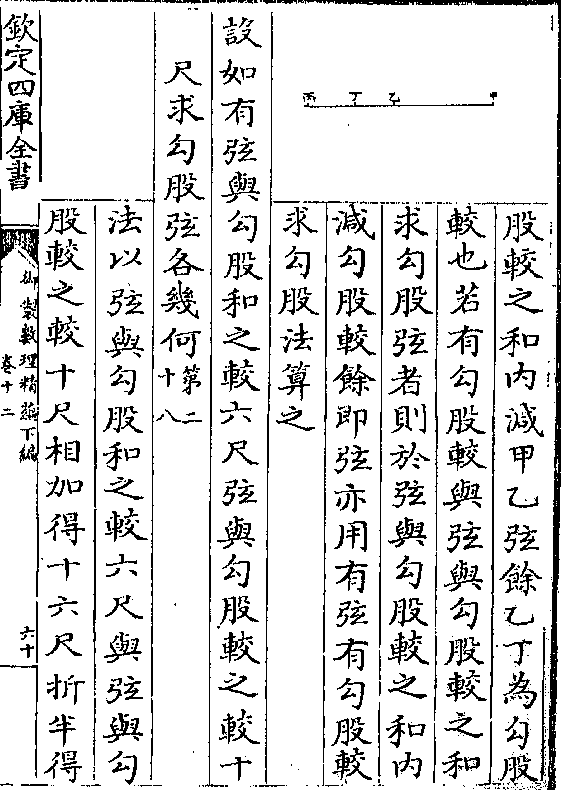 股較之和内減甲乙弦餘乙丁為勾股
較也若有勾股較與弦與勾股較之和
求勾股弦者則於弦與勾股較之和内
減勾股較餘即弦亦用有弦有勾股較
求勾股法算之
丙 丁 乙 甲
設如有弦與勾股和之較六尺弦與勾股較之較十
尺求勾股弦各幾何第二十八
法以弦與勾股和之較六尺與弦與勾
股較之較十尺相加得十六尺折半得
欽定四庫全書
御製數理精蘊下編
卷十二
六十